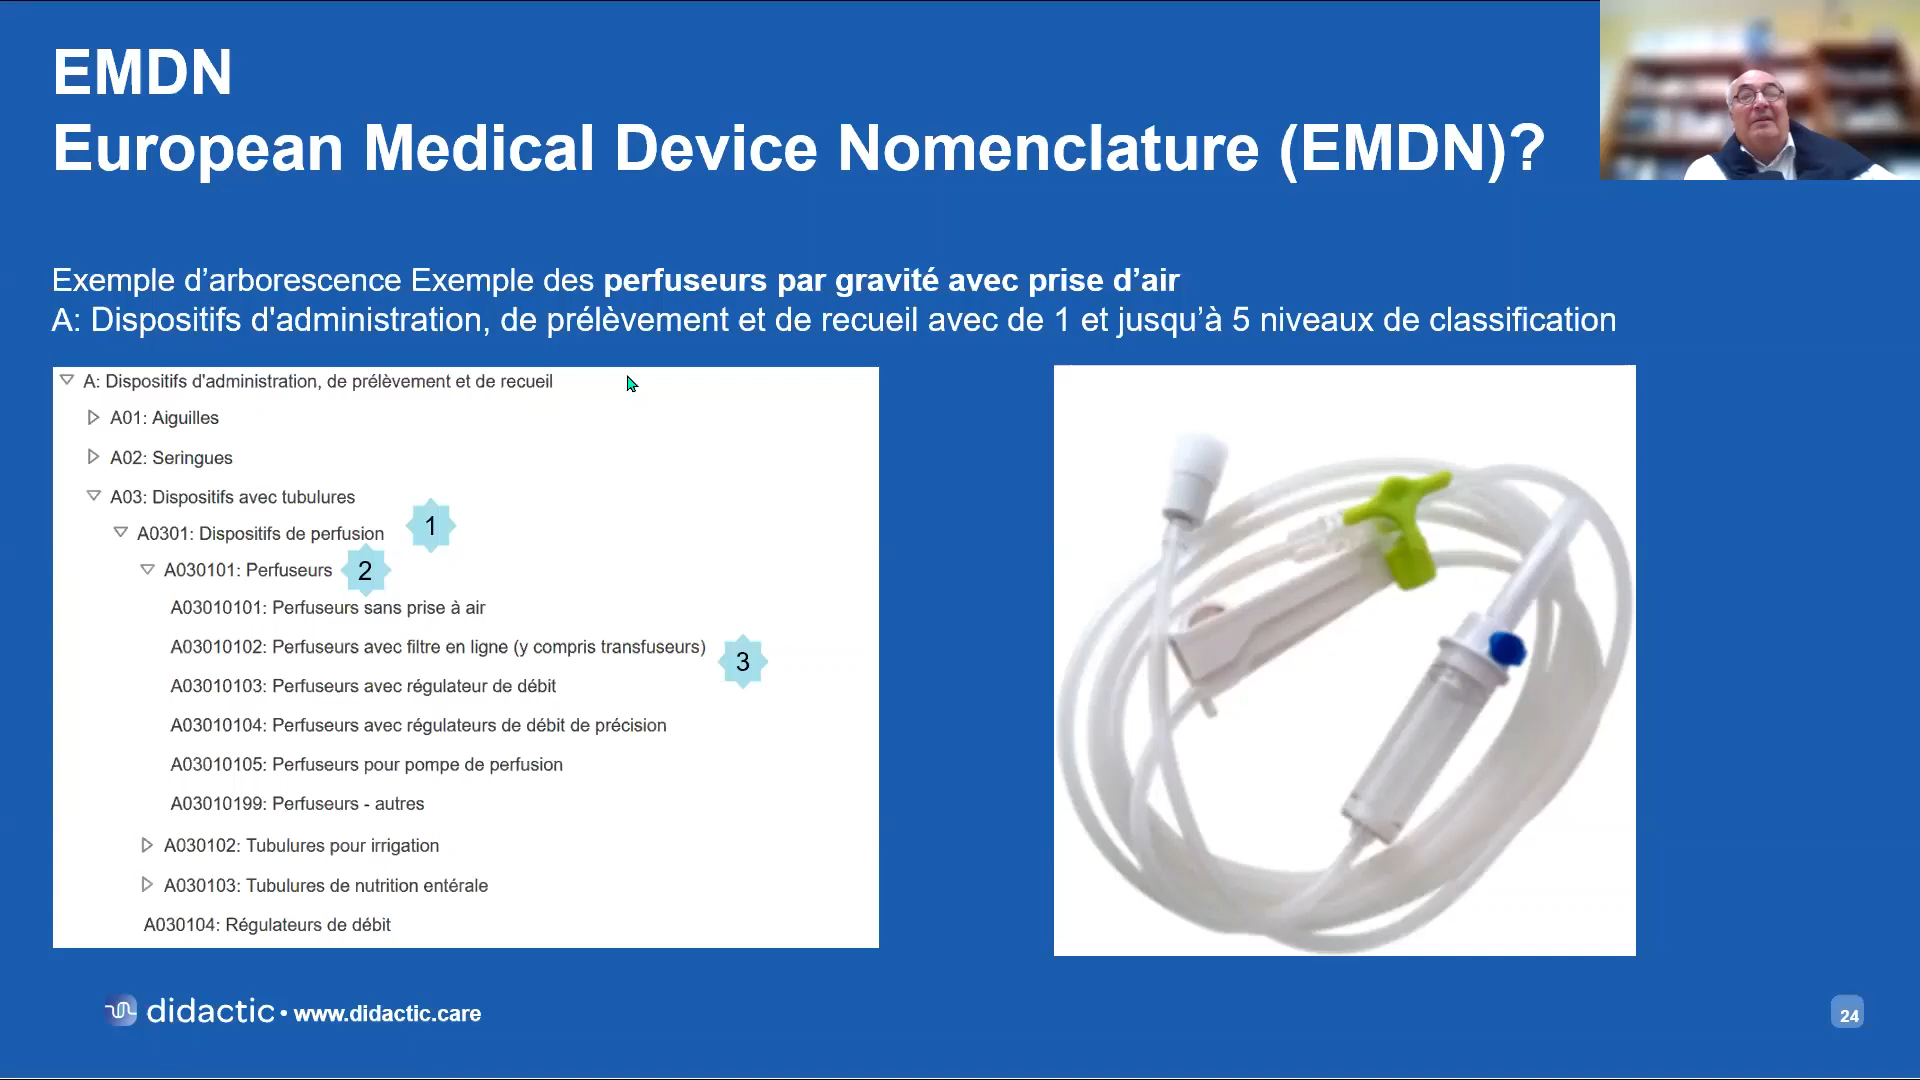 EMDN
European Medical Device Nomenclature (EMDN)?
Exemple d’arborescence Exemple des perfuseurs par gravité avec prise d’air
A: Dispositifs d'administration, de prélèvement et de recueil avec de 1 et jusqu’à 5 niveaux de classification
A: Dispositifs d'administration, de prélèvement et de recueil
A01: Aiguilles
A02: Seringues
A03: Dispositifs avec tubulures
A0301: Dispositifs de perfusion
1
A030101: Perfuseurs
2
A03010101: Perfuseurs sans prise à air
A03010102: Perfuseurs avec filtre en ligne (y compris transfuseurs)
3
A03010103: Perfuseurs avec régulateur de débit
A03010104: Perfuseurs avec régulateurs de débit de précision
A03010105: Perfuseurs pour pompe de perfusion
A03010199: Perfuseurs - autres
A030102: Tubulures pour irrigation
A030103: Tubulures de nutrition entérale
A030104: Régulateurs de débit
didactic • www.didactic.care
24